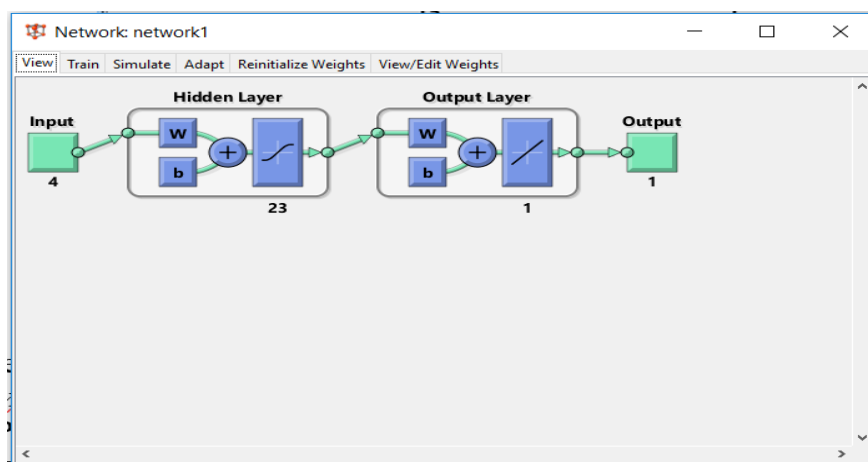 Network: network1
View Train Simulate Adapt Reinitialize Weights View/Edit Weights
Hidden Layer Output Layer
Input Output
W W
b b
4 1
23 1